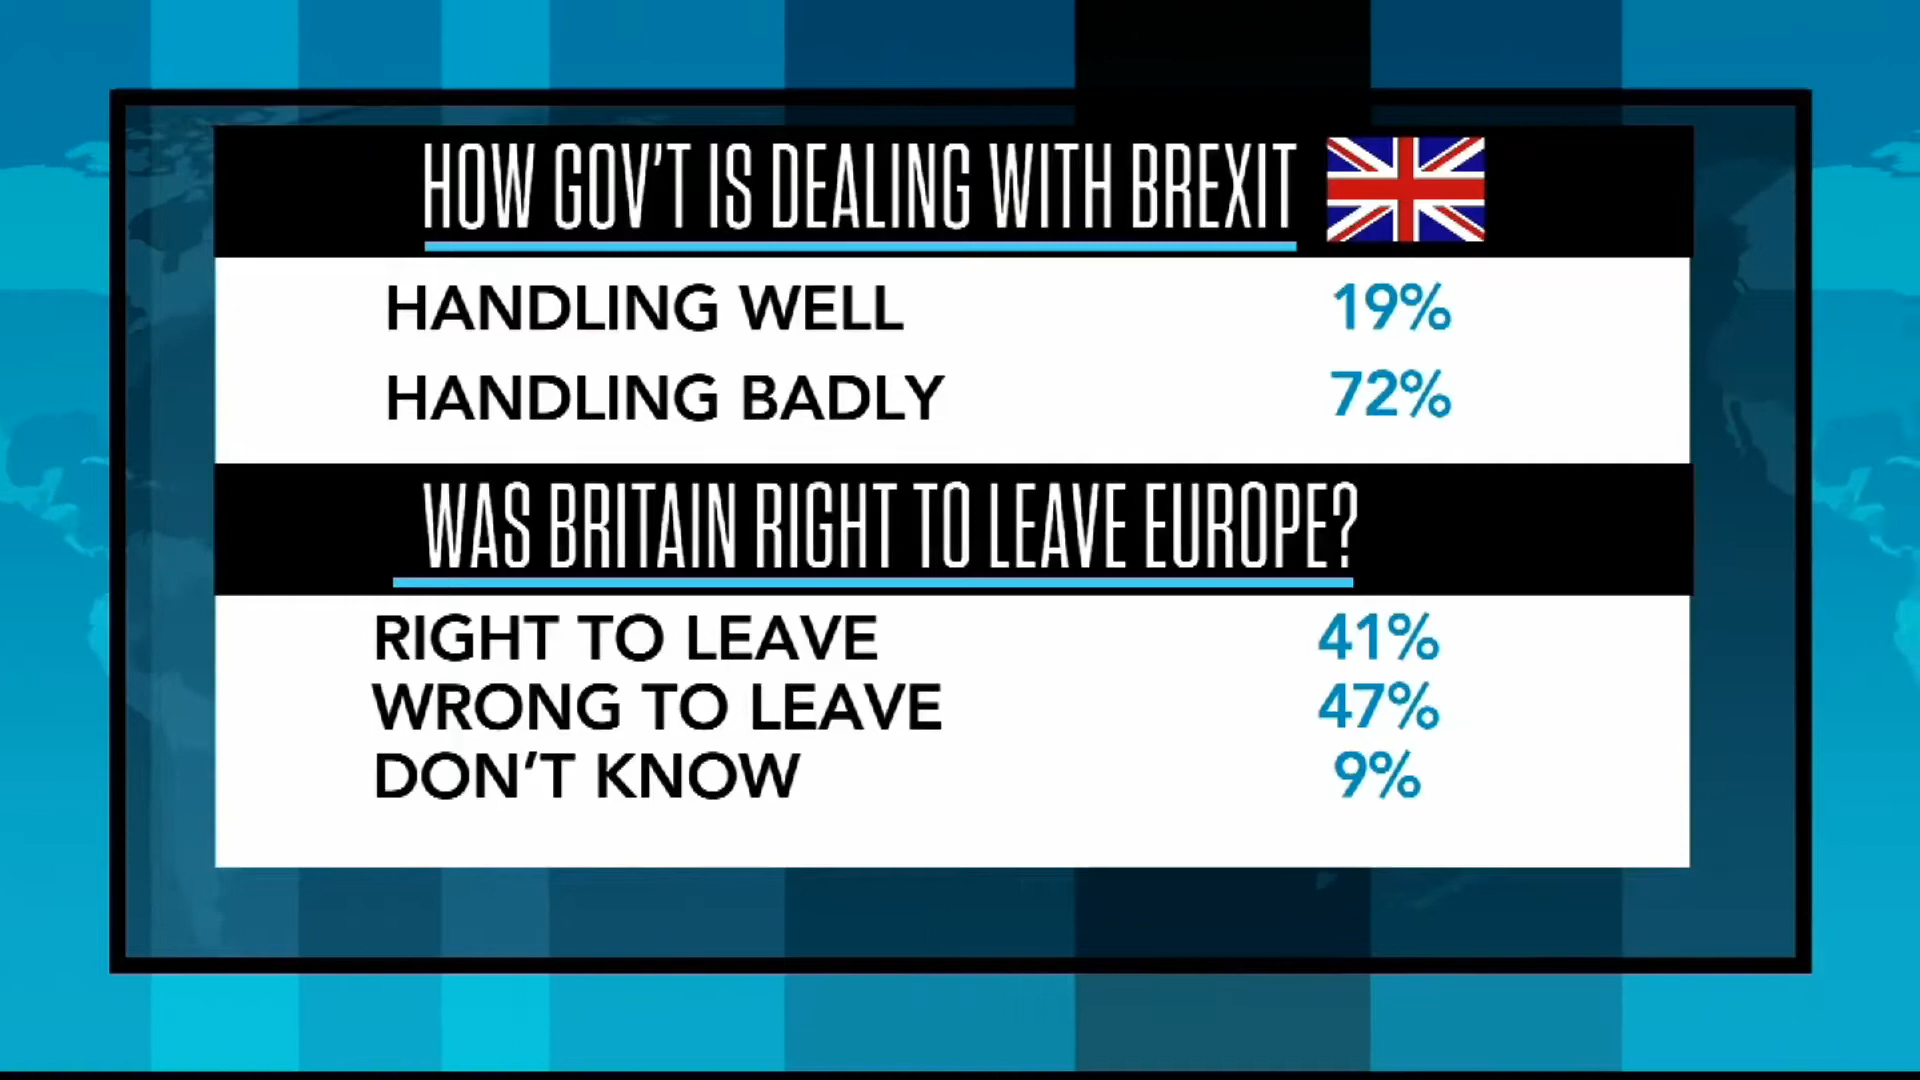 HOW GOV'T IS DEALING WITH BREXIT
HANDLING WELL 19%
HANDLING BADLY 72%
WAS BRITAIN RIGHT TO LEAVE EUROPE?
RIGHT TO LEAVE 41%
WRONG TO LEAVE 47%
DON'T KNOW 9%